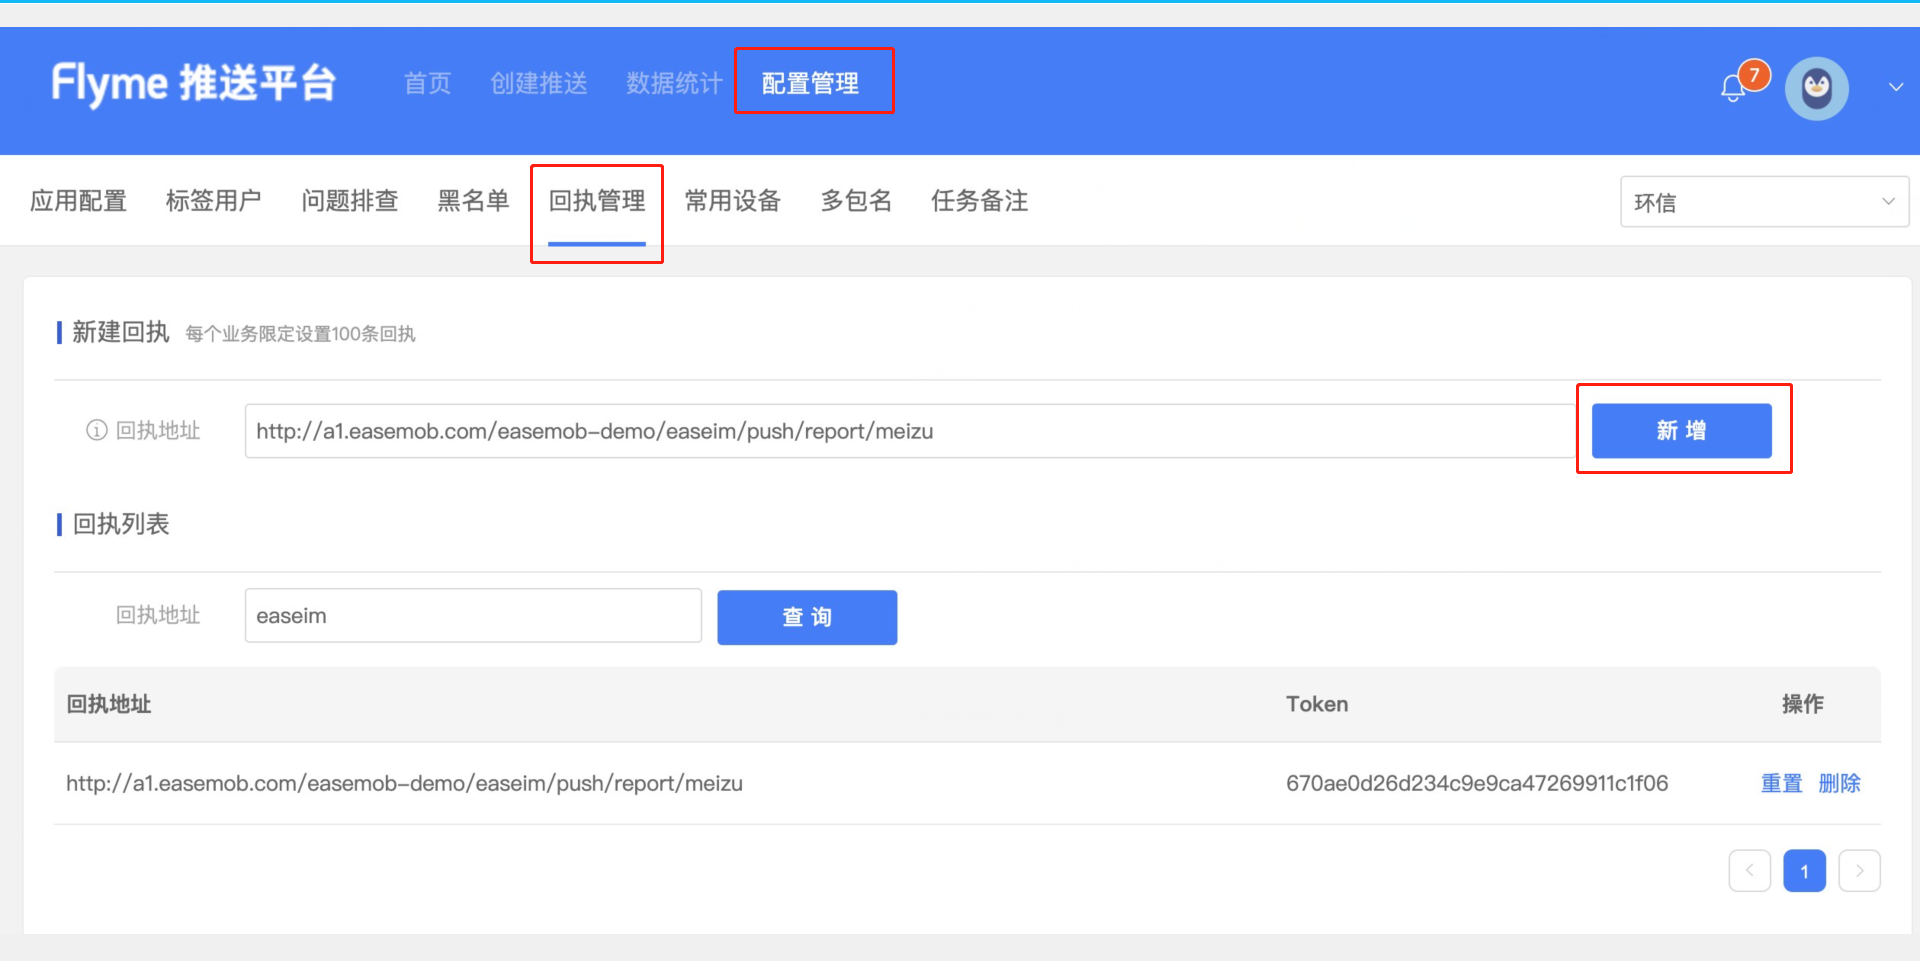 Flyme 推送平台 首页 创建推送 数据统计 配置管理 7
应用配置 标签用户 问题排查 黑名单 回执管理 常用设备 多包名 任务备注 环信
新建回执 每个业务限定设置100条回执
回执地址 http://a1.easemob.com/easemob-demo/easeim/push/report/meizu 新 增
回执列表
回执地址 easeim 查 询
回执地址 Token 操作
http://a1.easemob.com/easemob-demo/easeim/push/report/meizu 670ae0d26d234c9e9ca47269911c1f06 重置 删除
1